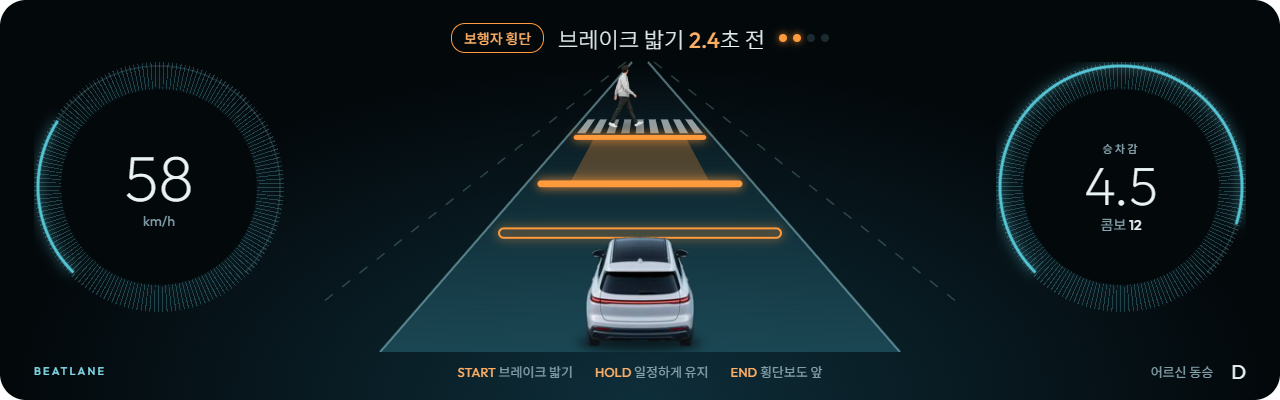 보행자 횡단
브레이크 밟기 2.4초 전
58
km/h
승차감
4.5
콤보 12
BEATLANE
START 브레이크 밟기 HOLD 일정하게 유지 END 횡단보도 앞
어르신 동승 D